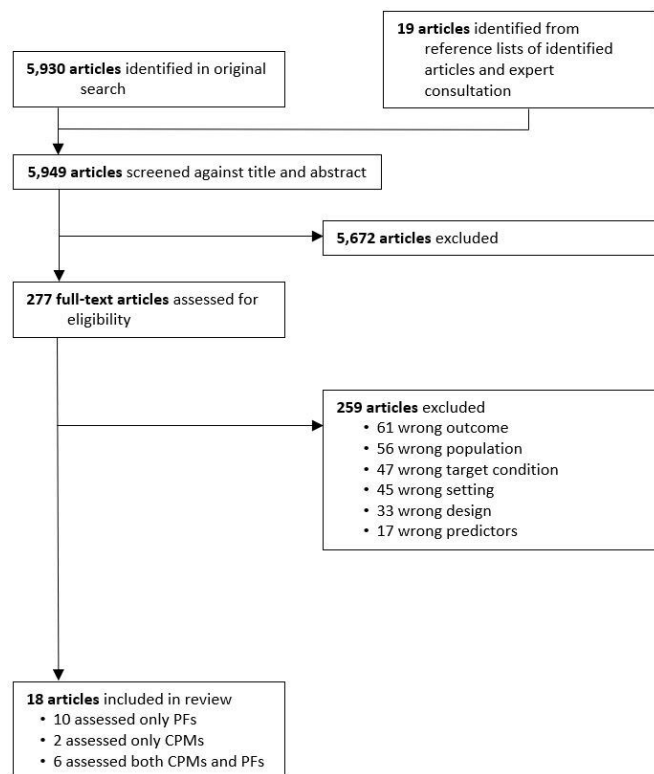 5,930 articles identified in original
search
19 articles identified from
reference lists of identified
articles and expert
consultation
5,949 articles screened against title and abstract
5,672 articles excluded
277 full-text articles assessed for
eligibility
259 articles excluded
• 61 wrong outcome
• 56 wrong population
• 47 wrong target condition
• 45 wrong setting
• 33 wrong design
• 17 wrong predictors
18 articles included in review
• 10 assessed only PFs
• 2 assessed only CPMs
• 6 assessed both CPMs and PFs